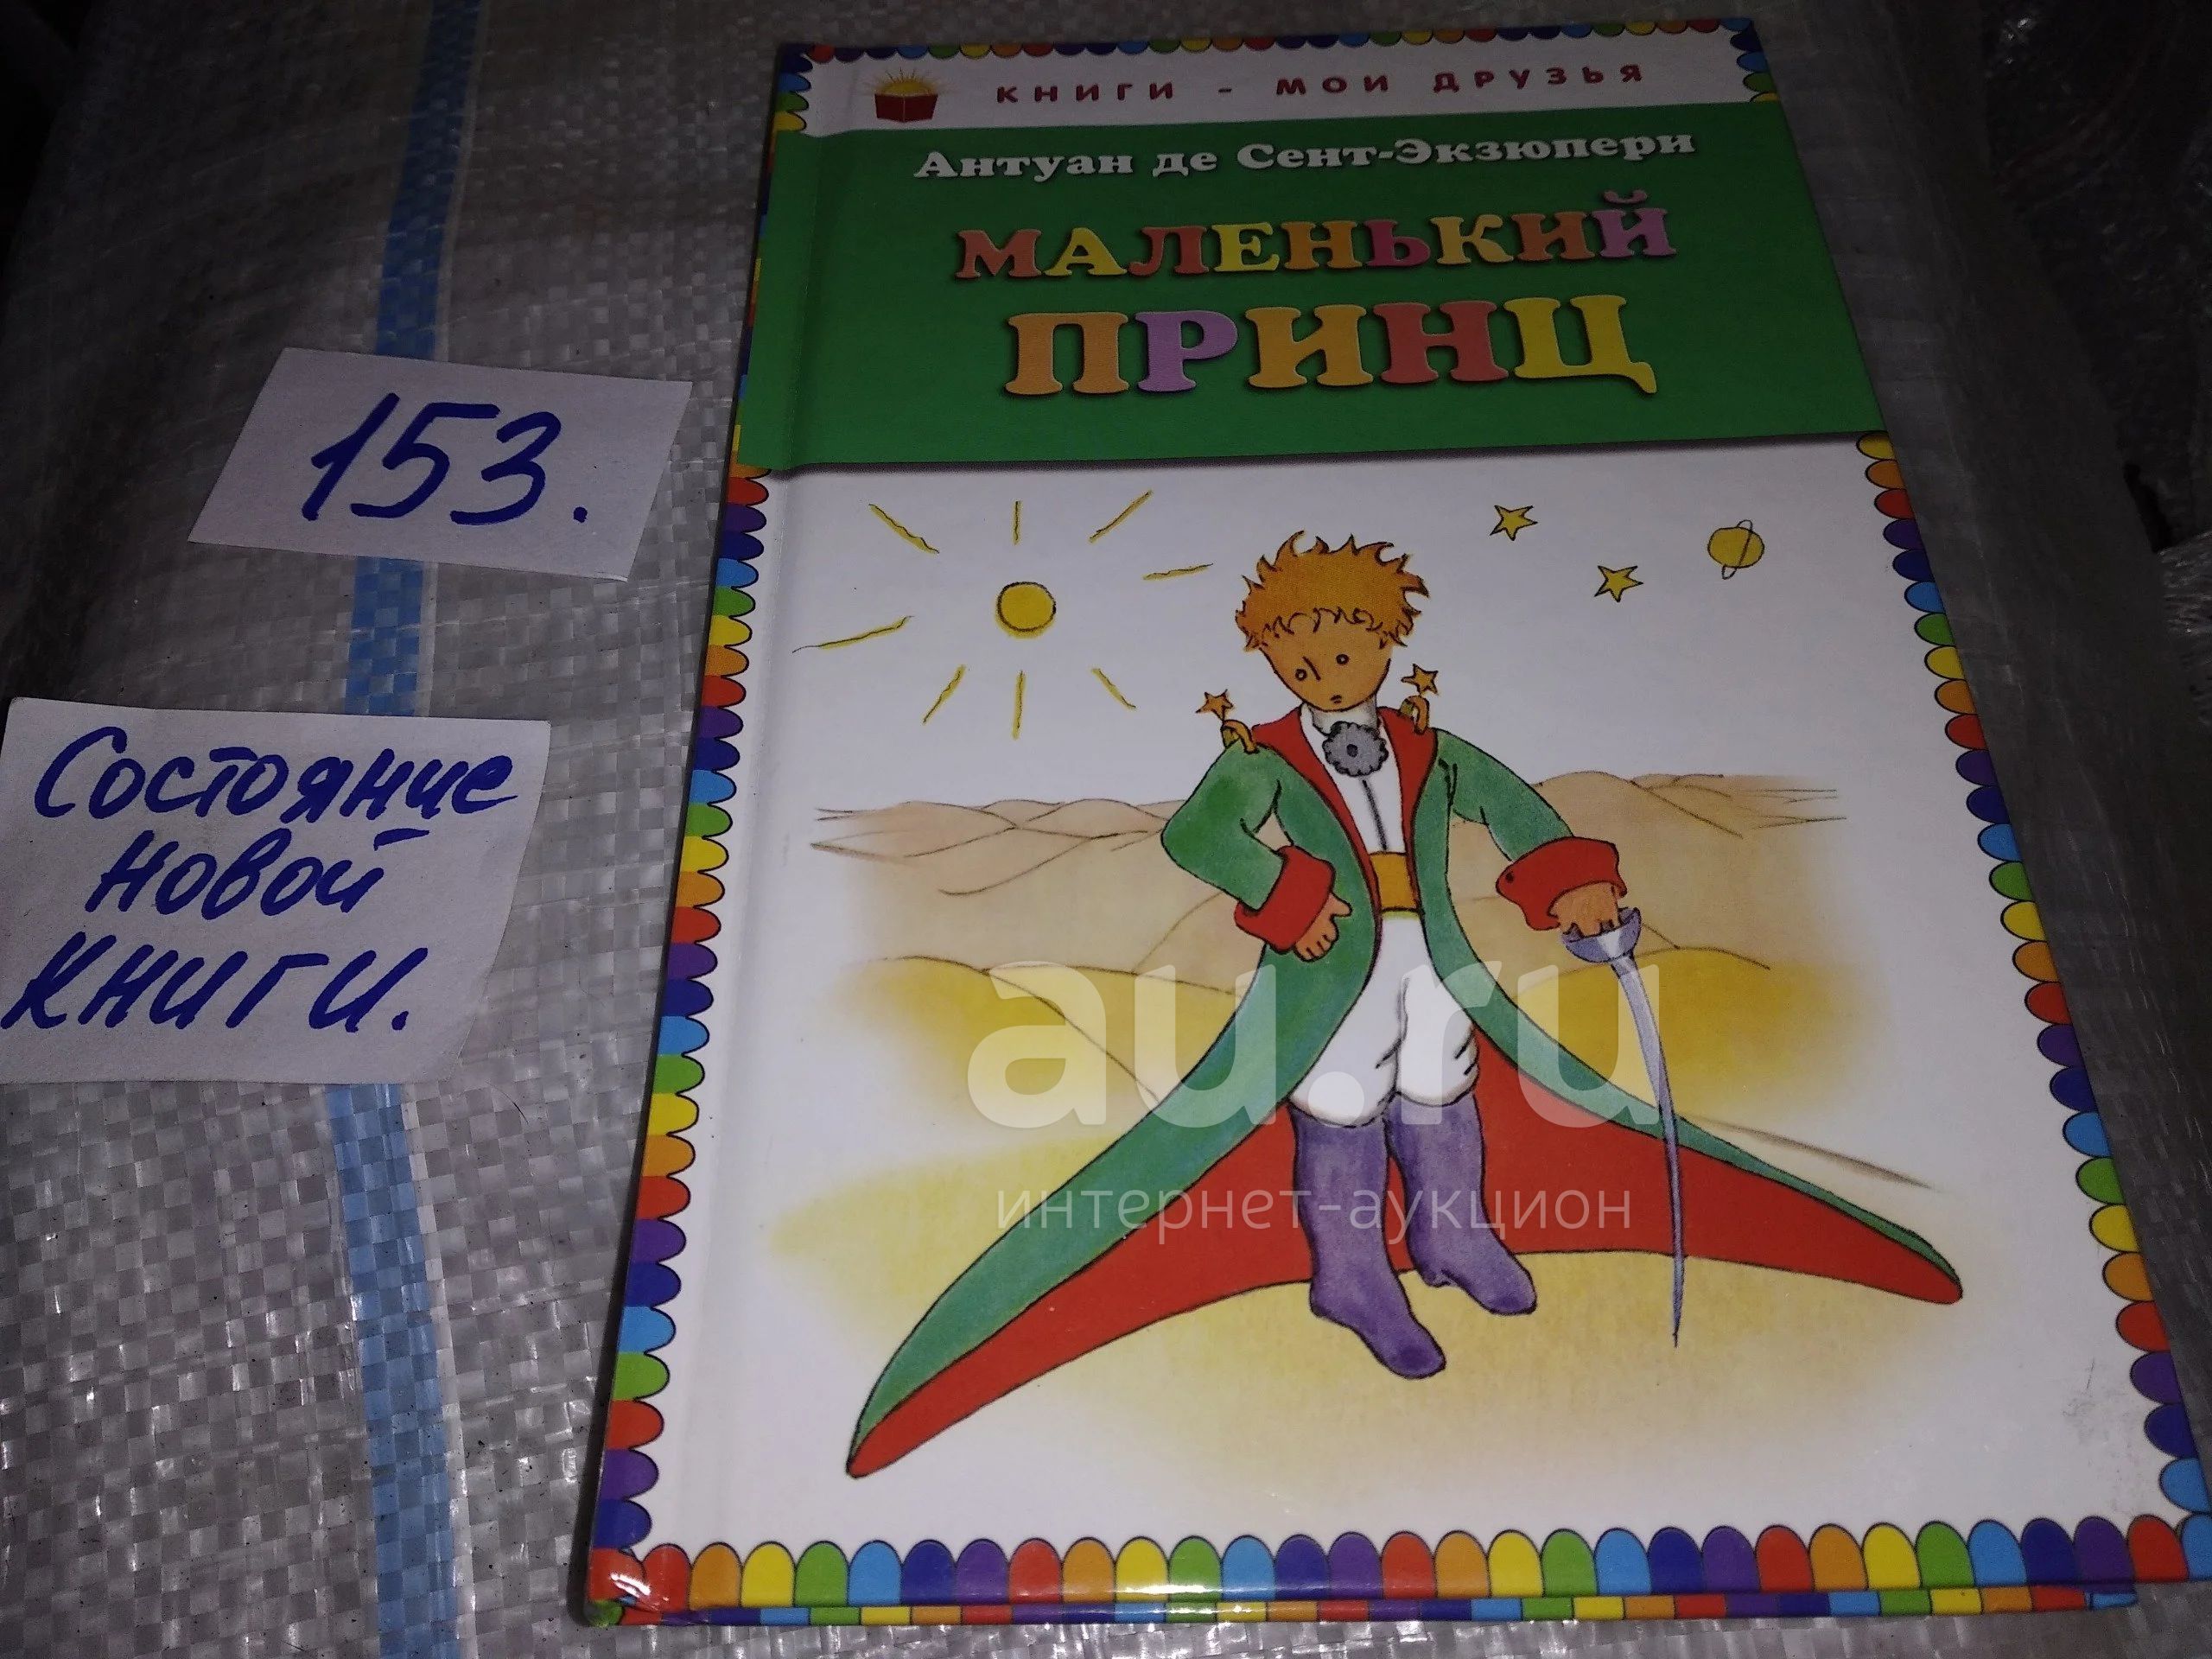 КНИГИ - МОИ ДРУЗЬЯ
Антуан де Сент-Экзюпери
МАЛЕНЬКИЙ
ПРИНЦ
153.
Состояние
новой
книги.
au.ru
интернет-аукцион